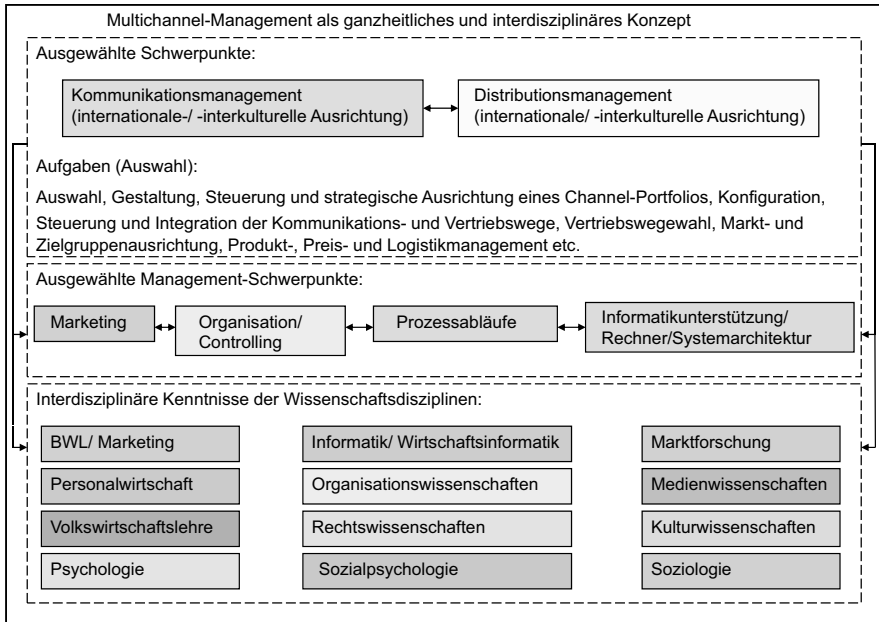 Multichannel-Management als ganzheitliches und interdisziplinäres Konzept
Ausgewählte Schwerpunkte:
Kommunikationsmanagement
(internationale-/ -interkulturelle Ausrichtung)
Distributionsmanagement
(internationale/ -interkulturelle Ausrichtung)
Aufgaben (Auswahl):
Auswahl, Gestaltung, Steuerung und strategische Ausrichtung eines Channel-Portfolios, Konfiguration,
Steuerung und Integration der Kommunikations- und Vertriebswege, Vertriebswegewahl, Markt- und
Zielgruppenausrichtung, Produkt-, Preis- und Logistikmanagement etc.
Ausgewählte Management-Schwerpunkte:
Marketing
Organisation/
Controlling
Prozessabläufe
Informatikunterstützung/
Rechner/Systemarchitektur
Interdisziplinäre Kenntnisse der Wissenschaftsdisziplinen:
BWL/ Marketing
Informatik/ Wirtschaftsinformatik
Marktforschung
Personalwirtschaft
Organisationswissenschaften
Medienwissenschaften
Volkswirtschaftslehre
Rechtswissenschaften
Kulturwissenschaften
Psychologie
Sozialpsychologie
Soziologie